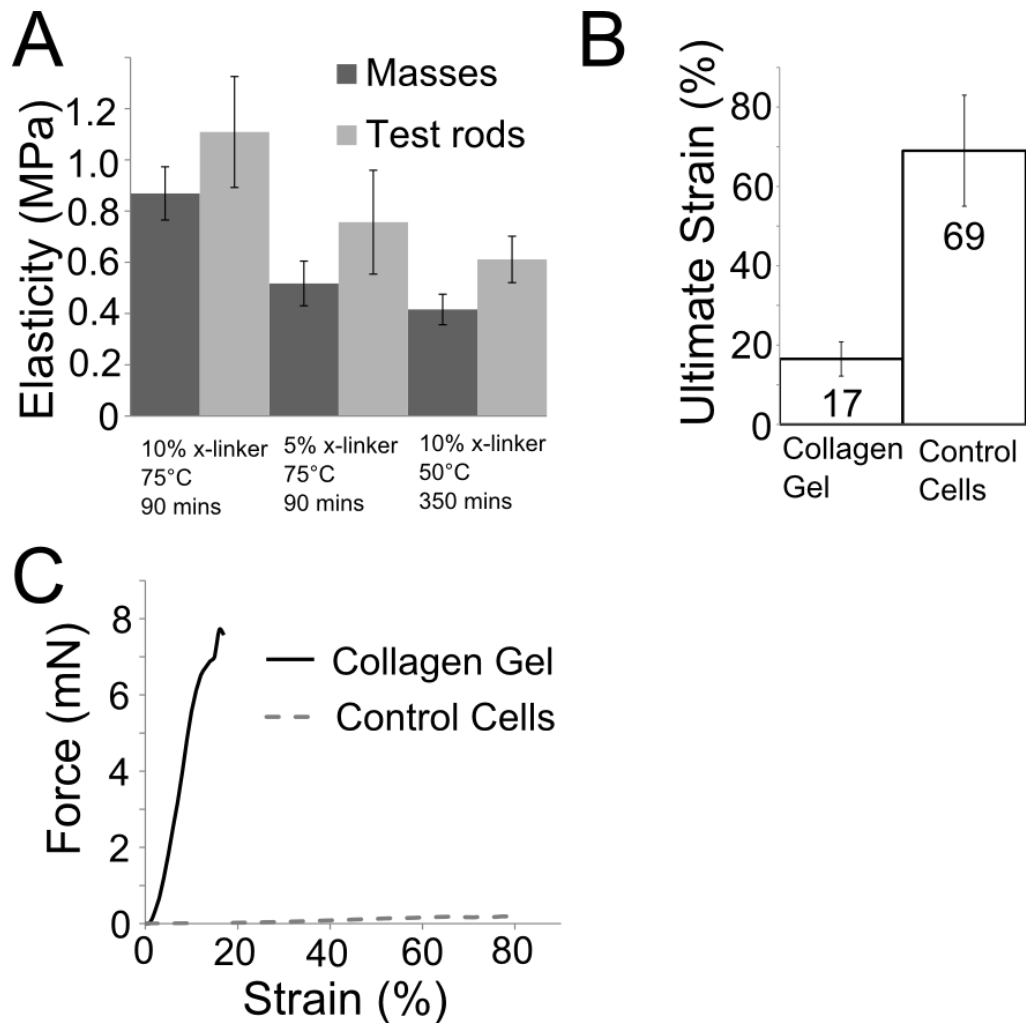 A
Elasticity (MPa)
1.2
1.0
0.8
0.6
0.4
0.2
0
Masses
Test rods
10% x-linker
75°C
90 mins
5% x-linker
75°C
90 mins
10% x-linker
50°C
350 mins
B
Ultimate Strain (%)
80
60
40
20
0
17
69
Collagen
Gel
Control
Cells
C
Force (mN)
8
6
4
2
0
Collagen Gel
Control Cells
0 20 40 60 80
Strain (%)